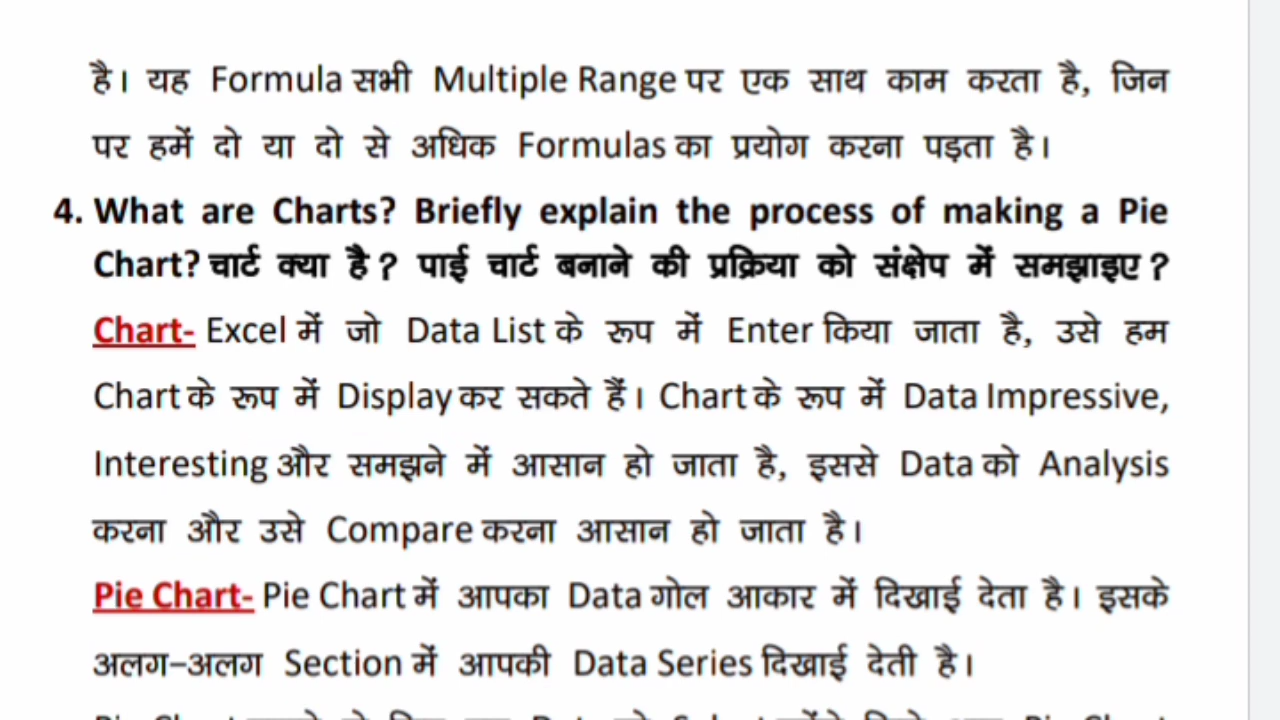 है। यह Formula सभी Multiple Range पर एक साथ काम करता है, जिन
पर हमें दो या दो से अधिक Formulas का प्रयोग करना पड़ता है।
4. What are Charts? Briefly explain the process of making a Pie
Chart? चार्ट क्या है? पाई चार्ट बनाने की प्रक्रिया को संक्षेप में समझाइए?
Chart- Excel में जो Data List के रूप में Enter किया जाता है, उसे हम
Chart के रूप में Display कर सकते हैं। Chart के रूप में Data Impressive,
Interesting और समझने में आसान हो जाता है, इससे Data को Analysis
करना और उसे Compare करना आसान हो जाता है।
Pie Chart- Pie Chart में आपका Data गोल आकार में दिखाई देता है। इसके
अलग–अलग Section में आपकी Data Series दिखाई देती है।